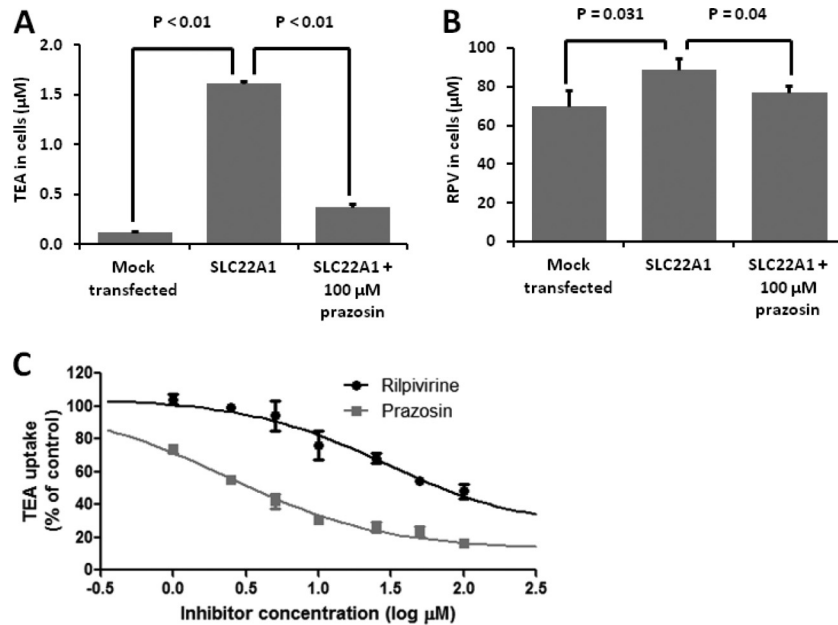 A
P < 0.01
P < 0.01
TEA in cells (µM)
2.0
1.5
1.0
0.5
0.0
Mock
transfected
SLC22A1
SLC22A1 +
100 µM
prazosin
B
P = 0.031
P = 0.04
RPV in cells (µM)
100
80
60
40
20
0
Mock
transfected
SLC22A1
SLC22A1 +
100 µM
prazosin
C
TEA uptake
(% of control)
120
100
80
60
40
20
0
Rilpivirine
Prazosin
-0.5
0.0
0.5
1.0
1.5
2.0
2.5
Inhibitor concentration (log µM)